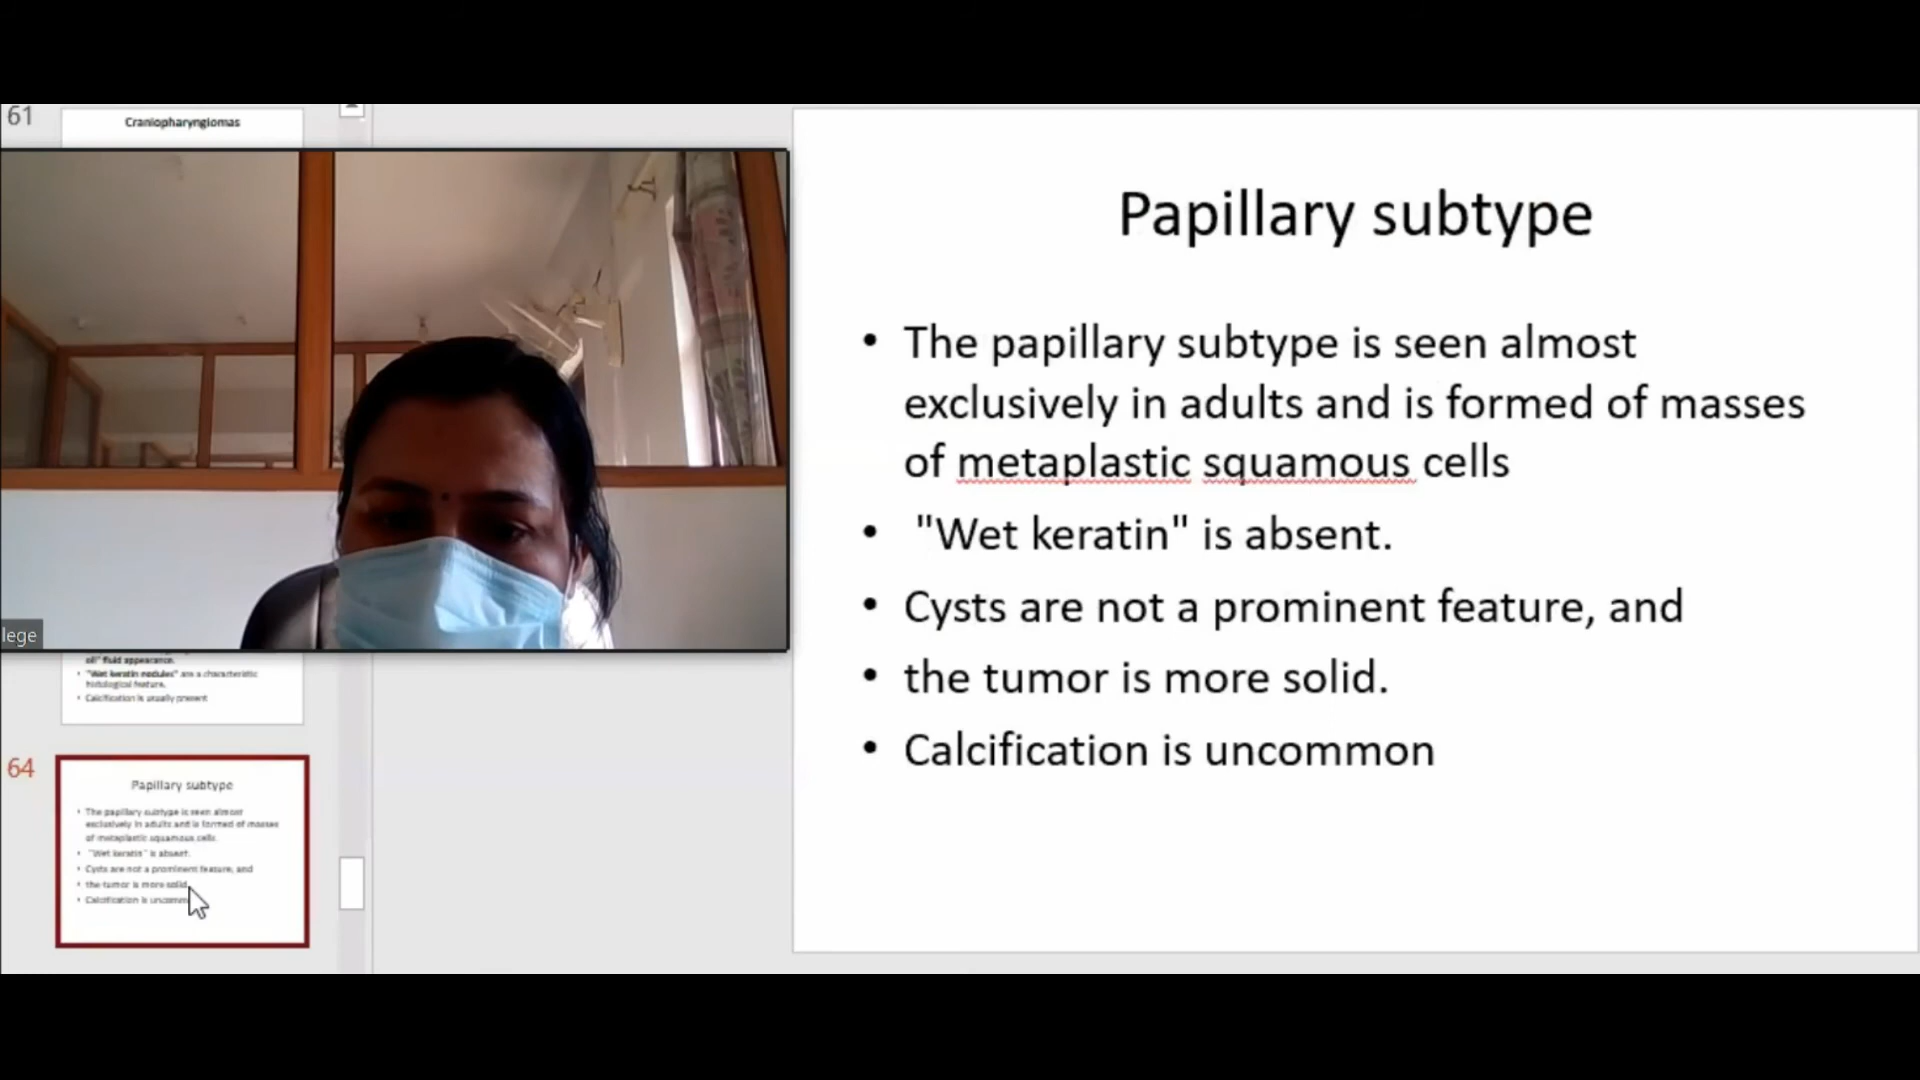 61
Craniopharyngiomas
lege
oil" fluid appearance.
• "Wet keratin nodules" are a characteristic
histological feature.
• Calcification is usually present
64
Papillary subtype
• The papillary subtype is seen almost
exclusively in adults and is formed of masses
of metaplastic squamous cells.
• "Wet keratin" is absent.
• Cysts are not a prominent feature, and
• the tumor is more solid.
• Calcification is
Papillary subtype
• The papillary subtype is seen almost
exclusively in adults and is formed of masses
of metaplastic squamous cells
• "Wet keratin" is absent.
• Cysts are not a prominent feature, and
• the tumor is more solid.
• Calcification is uncommon